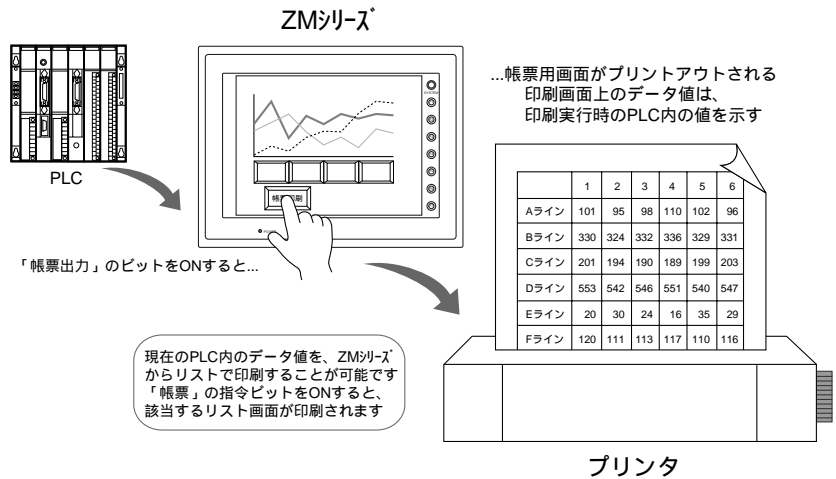 ZMｼﾘｰｽﾞ
PLC
SYSTEM
POWER
「帳票出力」のビットをONすると...
...帳票用画面がプリントアウトされる
印刷画面上のデータ値は、
印刷実行時のPLC内の値を示す
1 2 3 4 5 6
Aライン 101 95 98 110 102 96
Bライン 330 324 332 336 329 331
Cライン 201 194 190 189 199 203
Dライン 553 542 546 551 540 547
Eライン 20 30 24 16 35 29
Fライン 120 111 113 117 110 116
現在のPLC内のデータ値を、ZMｼﾘｰｽﾞ
からリストで印刷することが可能です
「帳票」の指令ビットをONすると、
該当するリスト画面が印刷されます
プリンタ